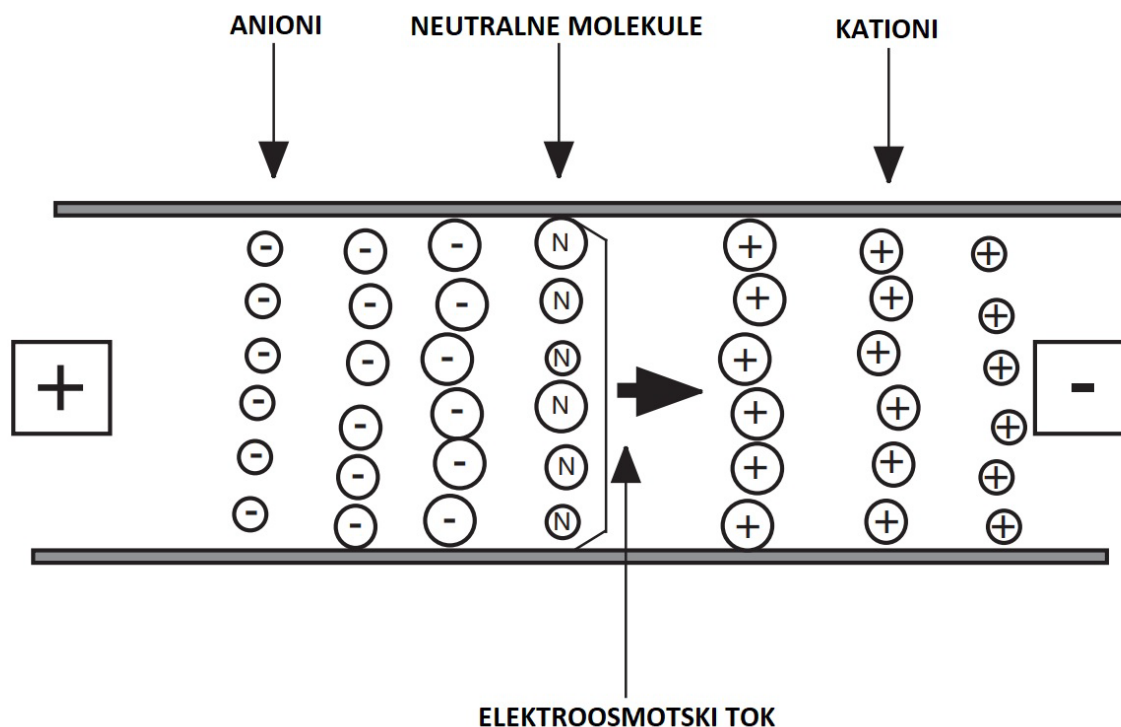 ANIONI NEUTRALNE MOLEKULE KATIONI
- - - N + + +
- - - N + + +
- - - N + + +
+ -
- - - N + + +
- - - N + + +
- - - N + + +
ELEKTROOSMOTSKI TOK